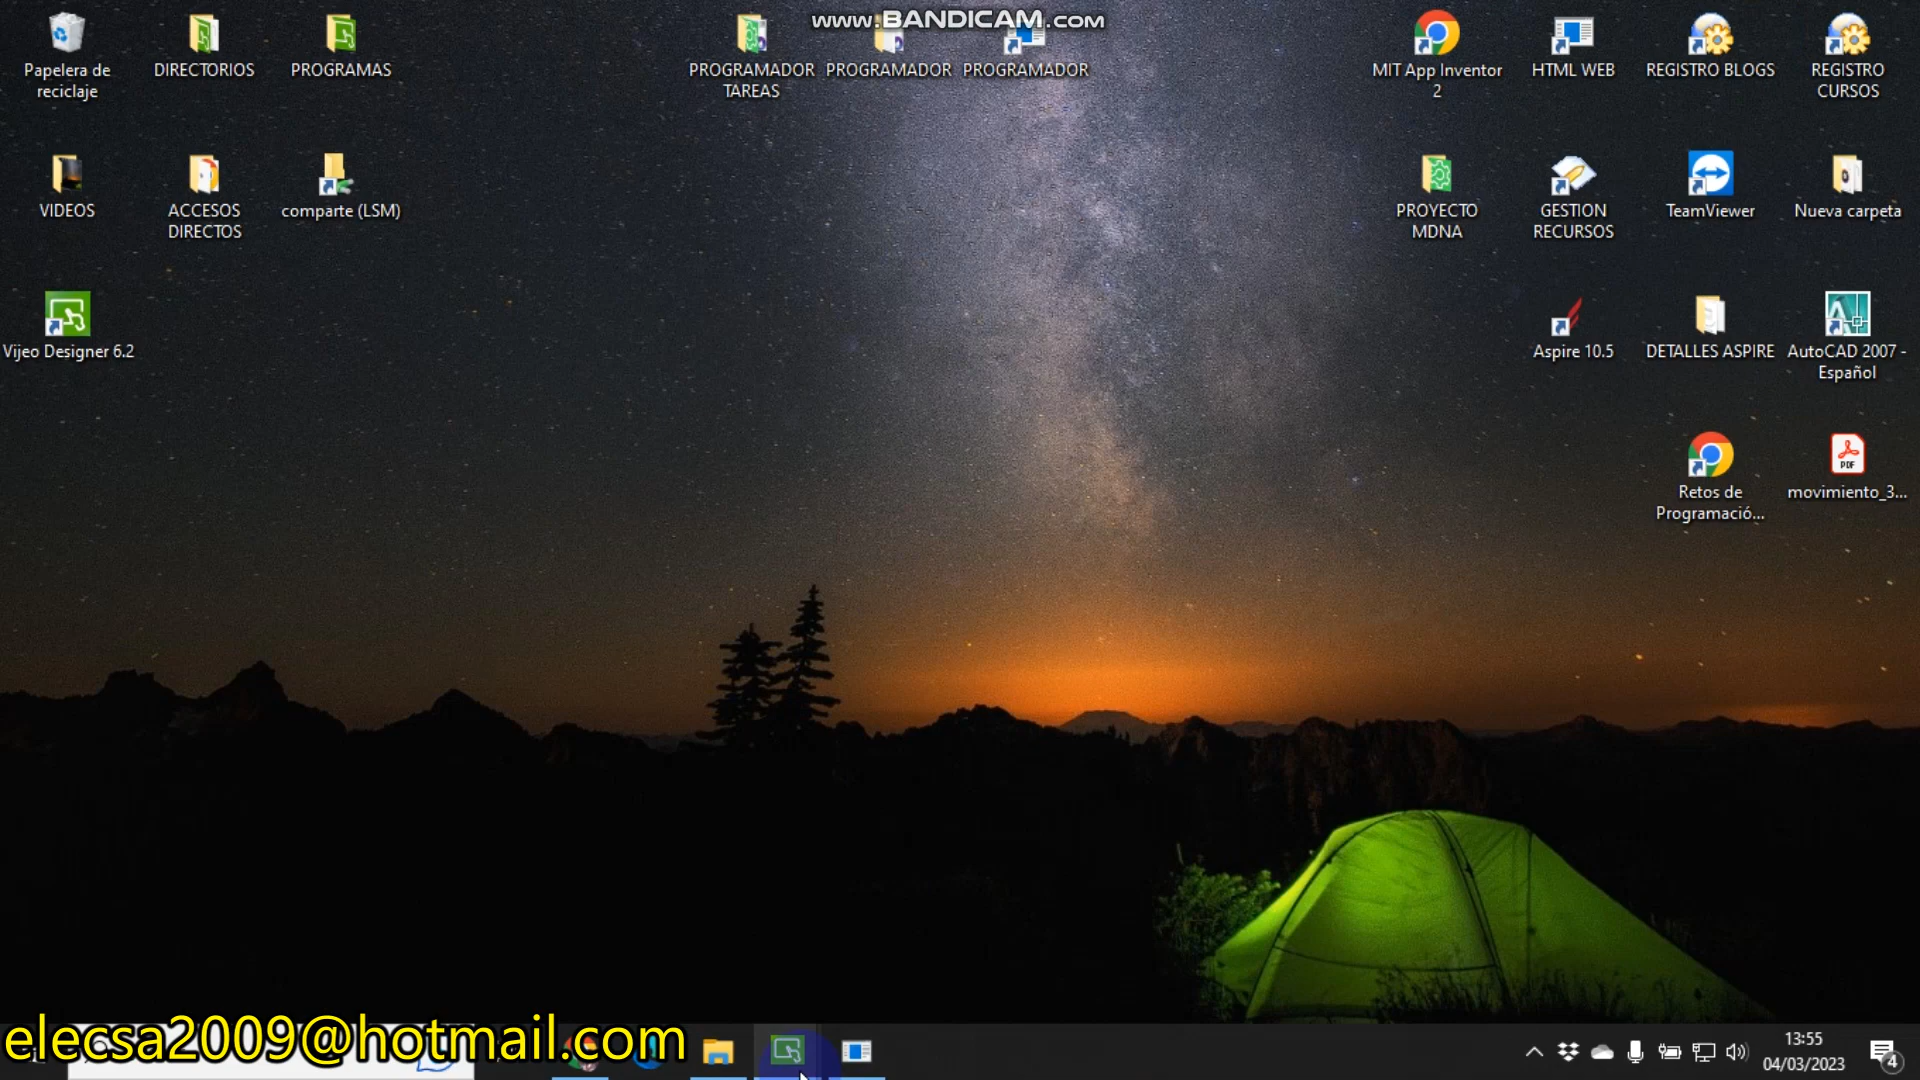 www.BANDICAM.com
Papelera de
reciclaje
DIRECTORIOS
PROGRAMAS
PROGRAMADOR
TAREAS
PROGRAMADOR
PROGRAMADOR
MIT App Inventor
2
HTML WEB
REGISTRO BLOGS
REGISTRO
CURSOS
VIDEOS
ACCESOS
DIRECTOS
comparte (LSM)
PROYECTO
MDNA
GESTION
RECURSOS
TeamViewer
Nueva carpeta
Vijeo Designer 6.2
Aspire 10.5
DETALLES ASPIRE
AutoCAD 2007 -
Español
Retos de
Programació...
PDF
movimiento_3...
elecsa2009@hotmail.com
13:55
04/03/2023
4